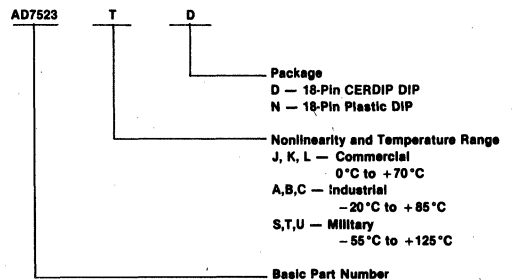 AD7523 T D
Package
D — 18-Pin CERDIP DIP
N — 18-Pin Plastic DIP
Nonlinearity and Temperature Range
J, K, L — Commercial
0°C to +70°C
A,B,C — Industrial
−20°C to +85°C
S,T,U — Military
−55°C to +125°C
Basic Part Number